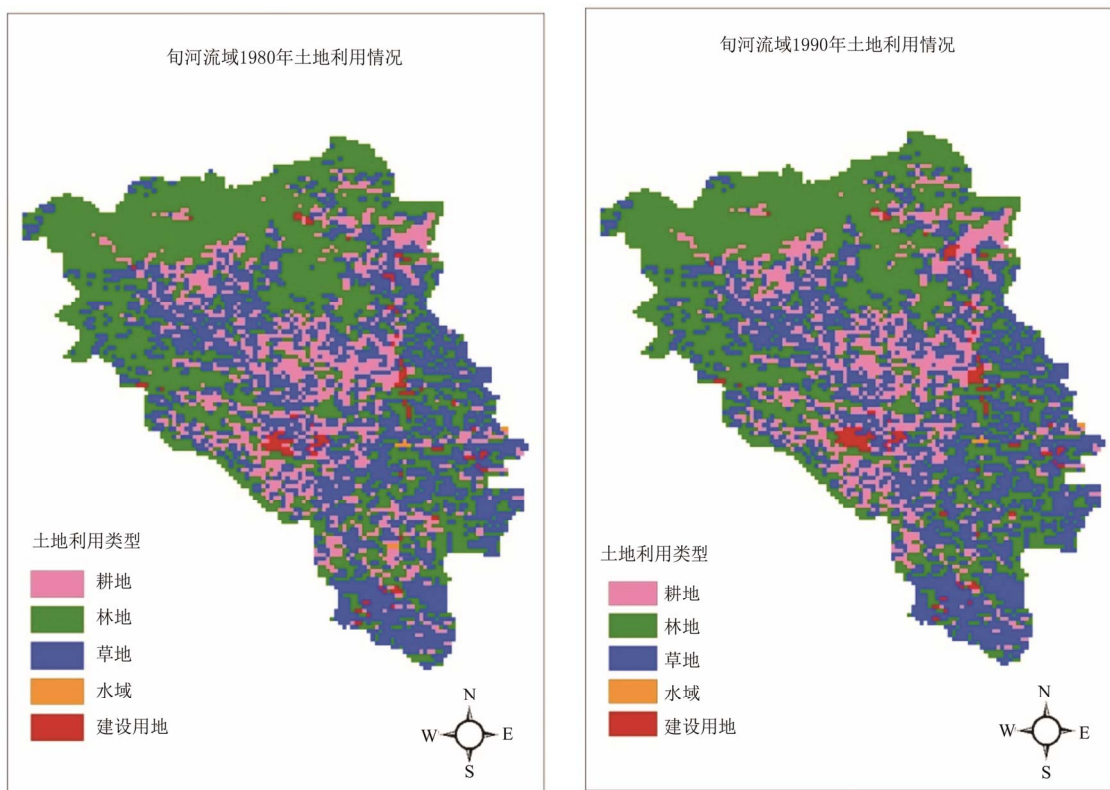 旬河流域1980年土地利用情况
土地利用类型
耕地
林地
草地
水域
建设用地
N
W
E
S
旬河流域1990年土地利用情况
土地利用类型
耕地
林地
草地
水域
建设用地
N
W
E
S